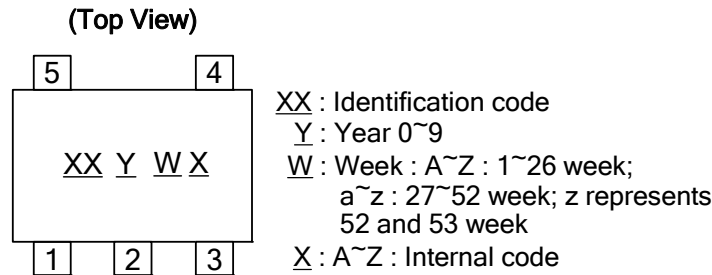 (Top View)
5 4
XX Y W X
1 2 3
XX : Identification code
Y : Year 0~9
W : Week : A~Z : 1~26 week;
a~z : 27~52 week; z represents
52 and 53 week
X : A~Z : Internal code